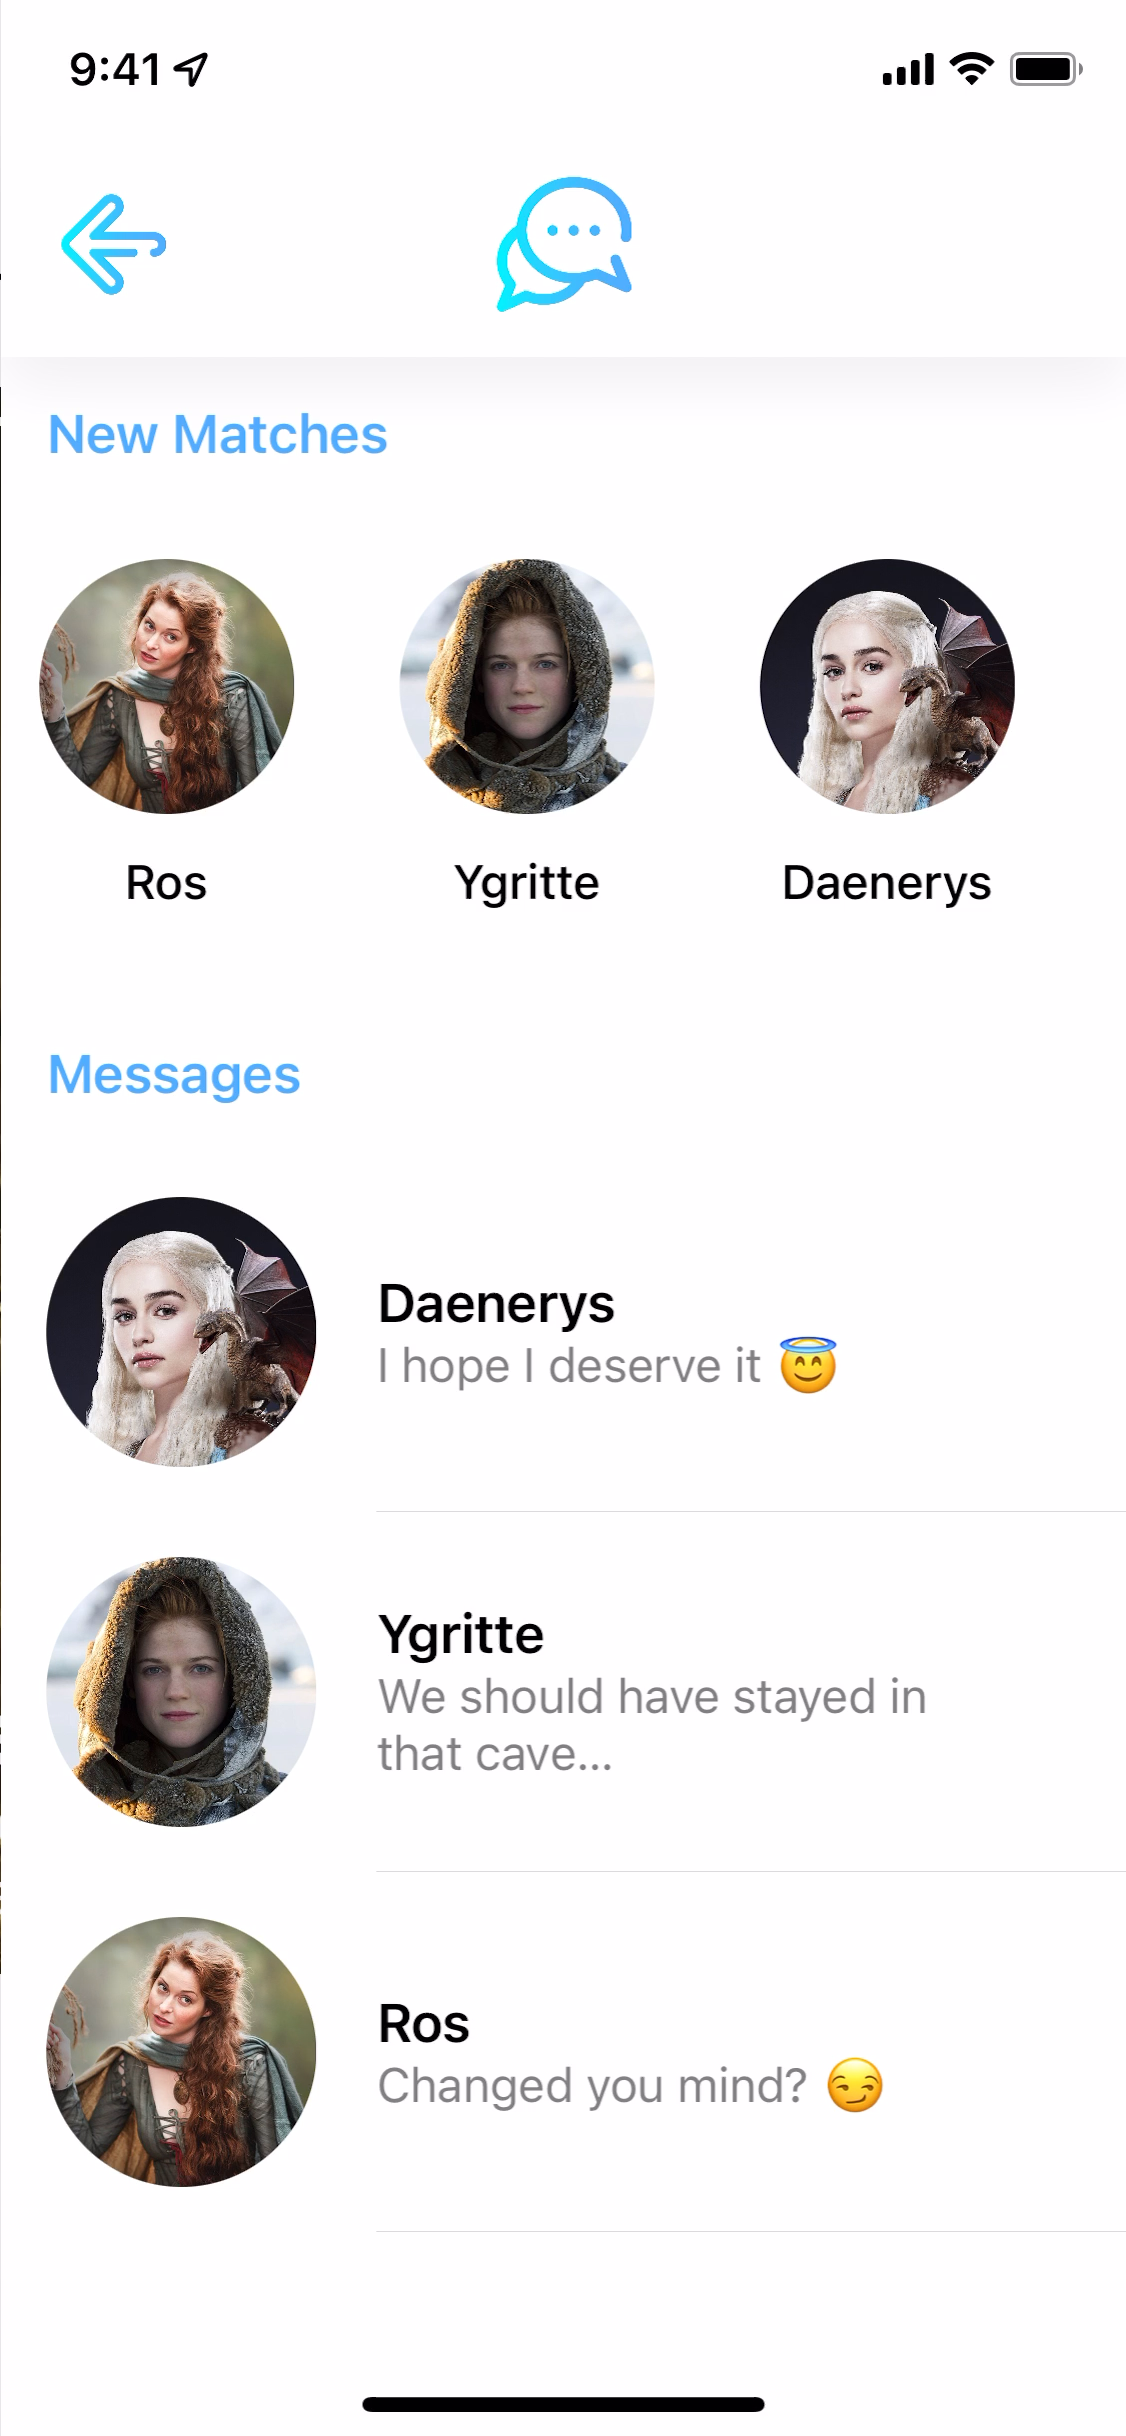 9:41
New Matches
Ros
Ygritte
Daenerys
Messages
Daenerys
I hope I deserve it 😇
Ygritte
We should have stayed in
that cave...
Ros
Changed you mind? 😏